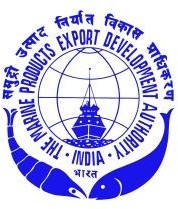 समुद्री उत्पाद निर्यात विकास प्राधिकरण
THE MARINE PRODUCTS EXPORT DEVELOPMENT AUTHORITY
• INDIA •
भारत